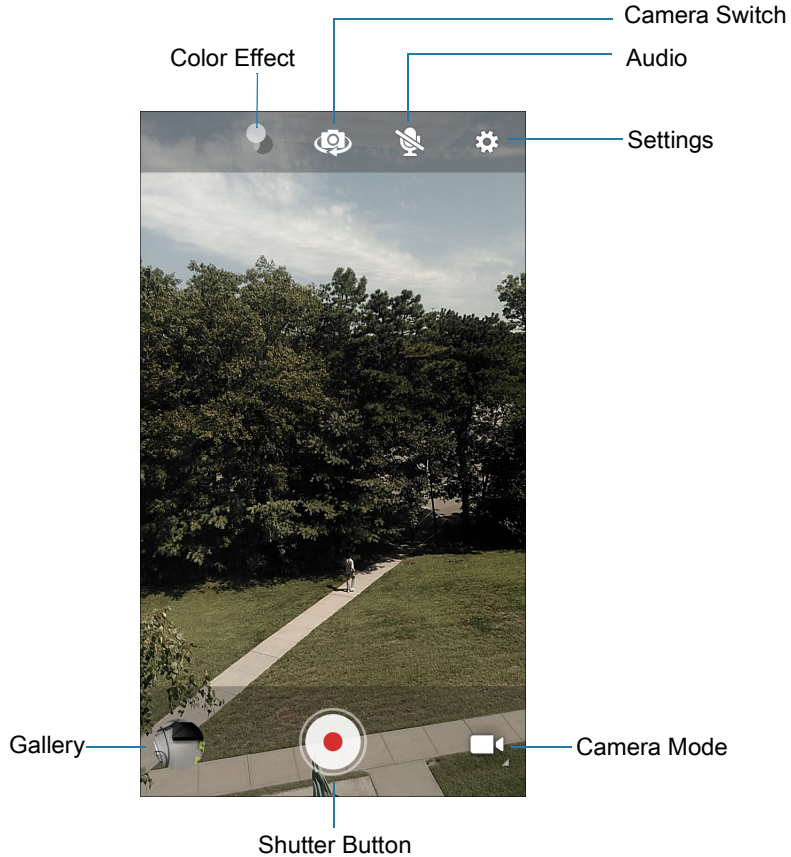 Camera Switch
Color Effect
Audio
Settings
Gallery
Camera Mode
Shutter Button